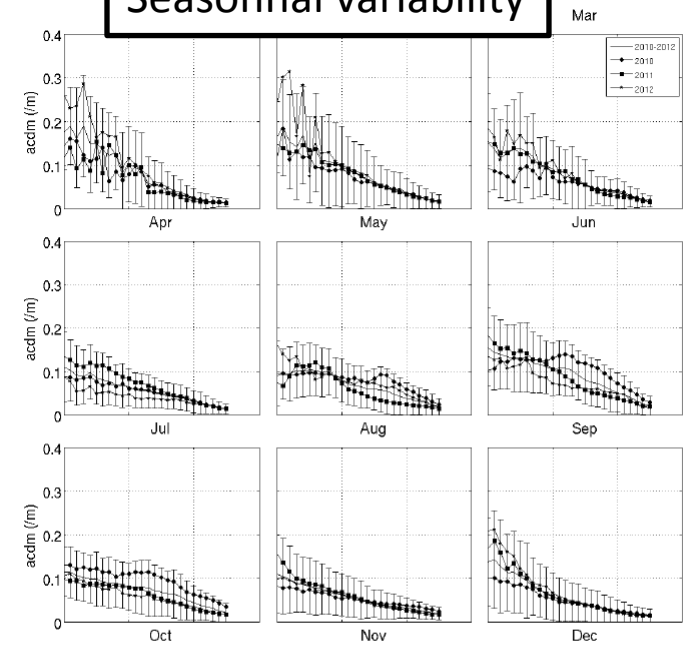 Seasonnal variability
Mar
0.4
0.3
0.2
0.1
0
acdm (/m)
2010-2012
2010
2011
2012
Apr
May
Jun
0.4
0.3
0.2
0.1
0
acdm (/m)
Jul
Aug
Sep
0.4
0.3
0.2
0.1
0
acdm (/m)
Oct
Nov
Dec